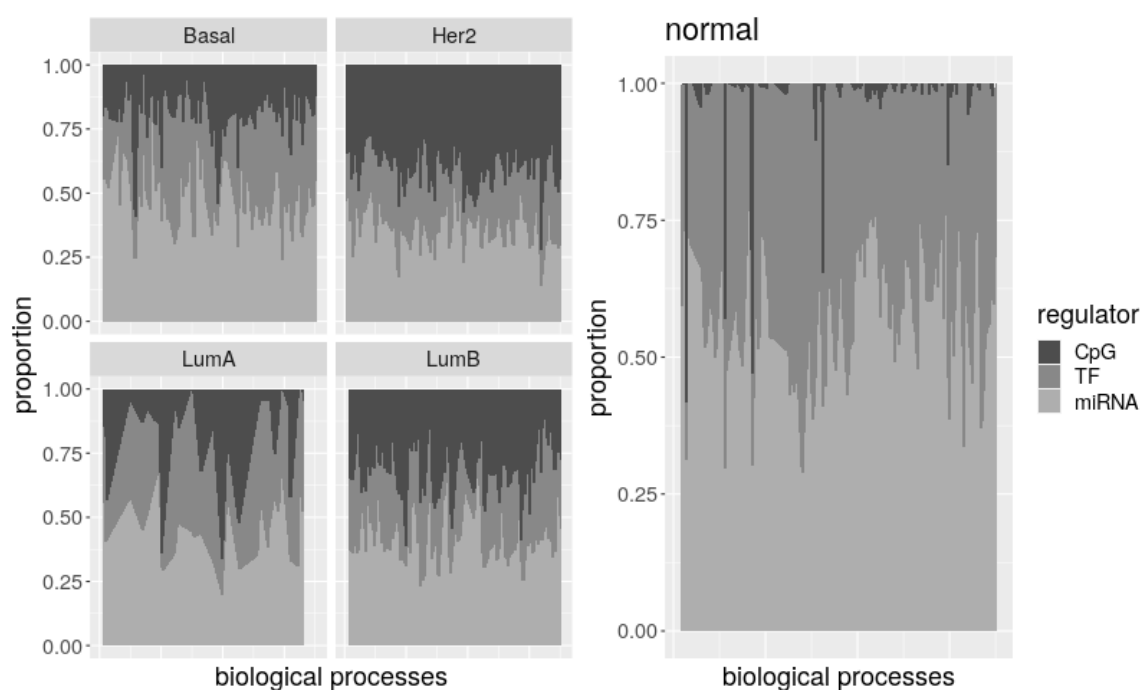 Basal
Her2
1.00
0.75
0.50
0.25
0.00
LumA
LumB
1.00
0.75
0.50
0.25
0.00
proportion
biological processes
normal
1.00
0.75
0.50
0.25
0.00
proportion
biological processes
regulator
CpG
TF
miRNA